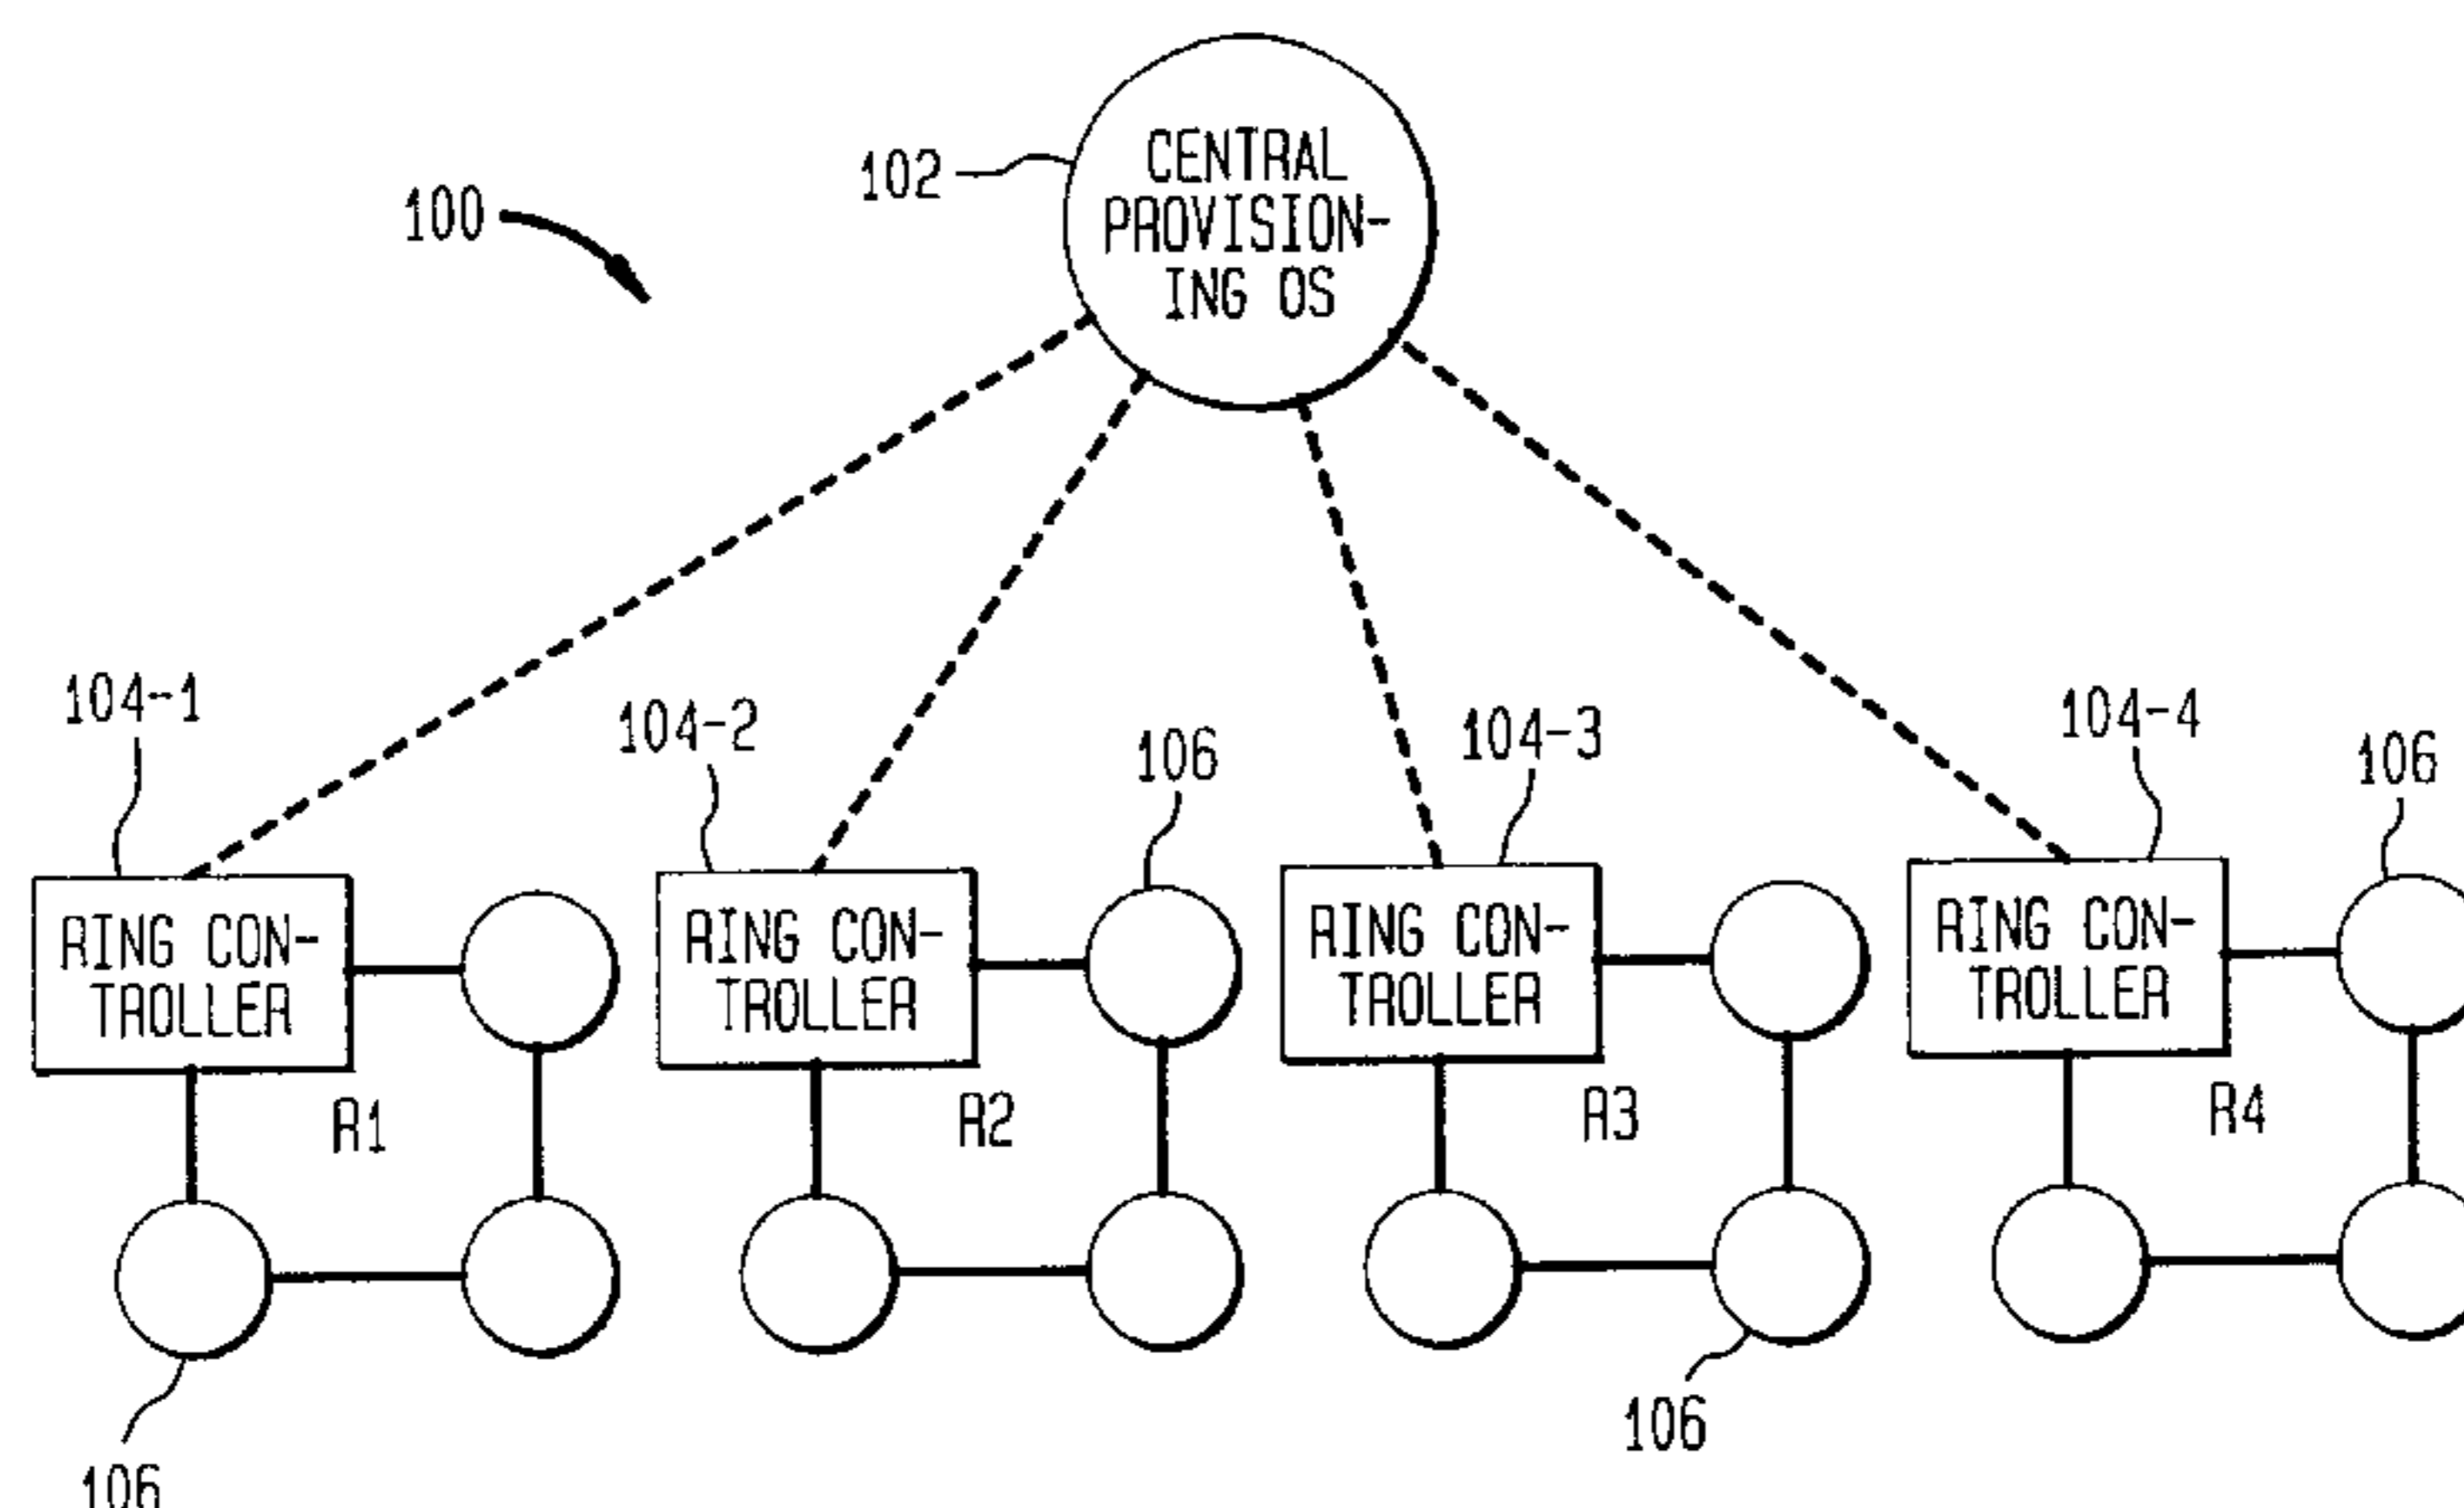 CENTRAL
PROVISION-
ING OS
102
100
104-1
104-2
106
104-3
104-4
106
RING CON-
TROLLER
RING CON-
TROLLER
RING CON-
TROLLER
RING CON-
TROLLER
R1
R2
R3
R4
106
106